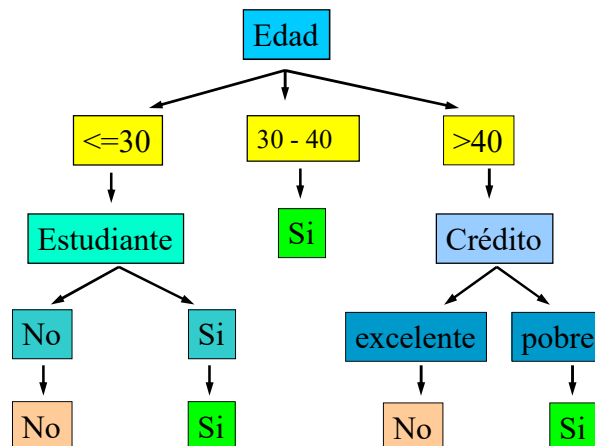 Edad
<=30
30 - 40
>40
Estudiante
Si
Crédito
No
Si
excelente
pobre
No
Si
No
Si